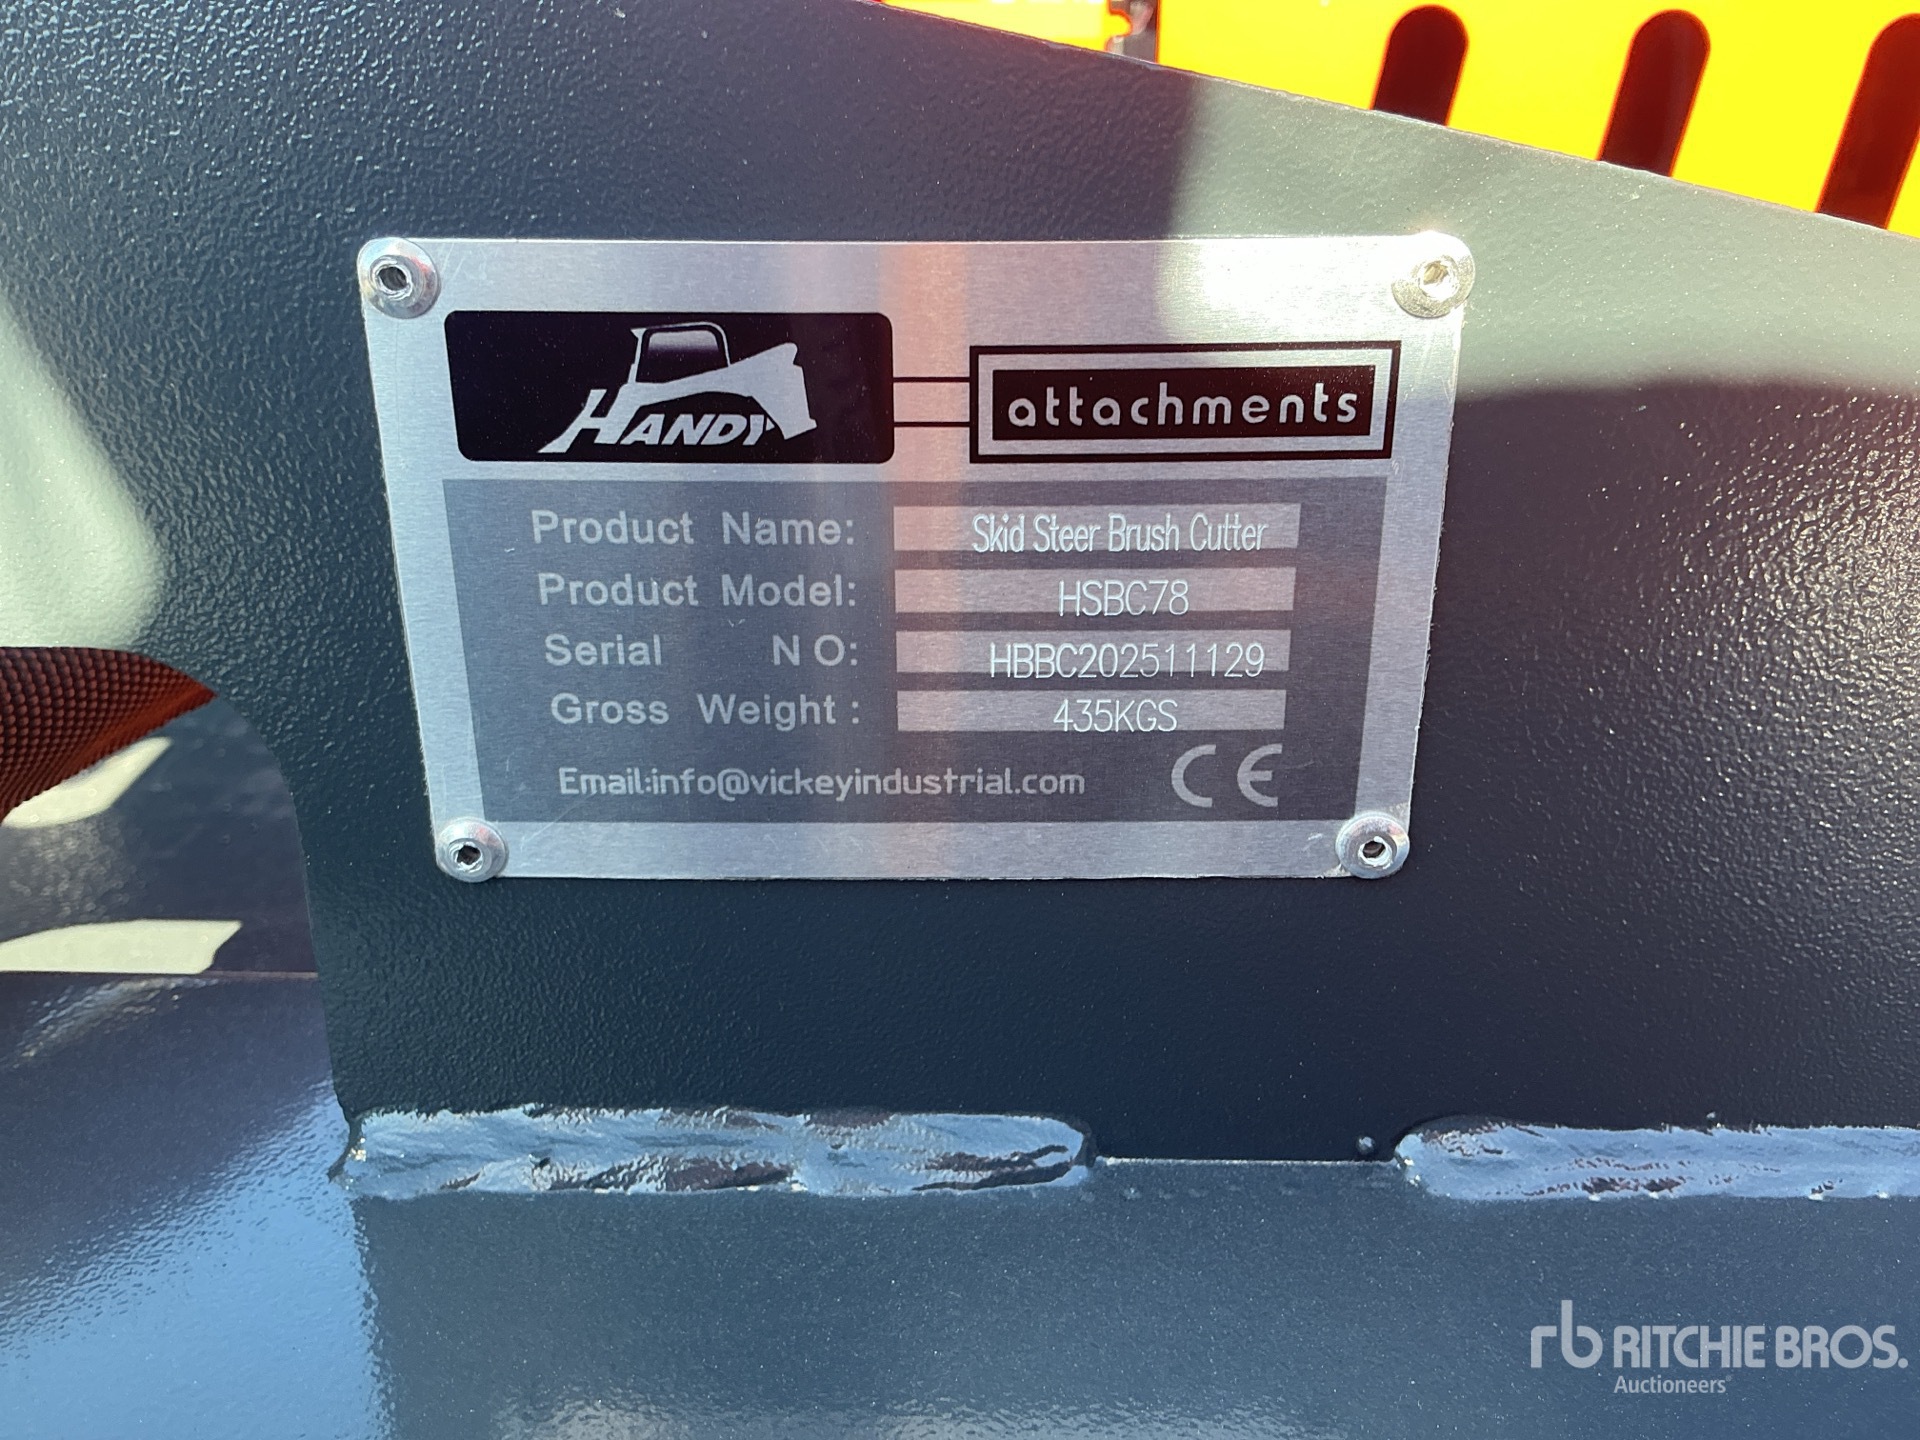 HANDY
attachments
Product Name: Skid Steer Brush Cutter
Product Model: HSBC78
Serial NO: HBBC202511129
Gross Weight: 435KGS
Email:info@vickeyindustrial.com CE
rb RITCHIE BROS.
Auctioneers